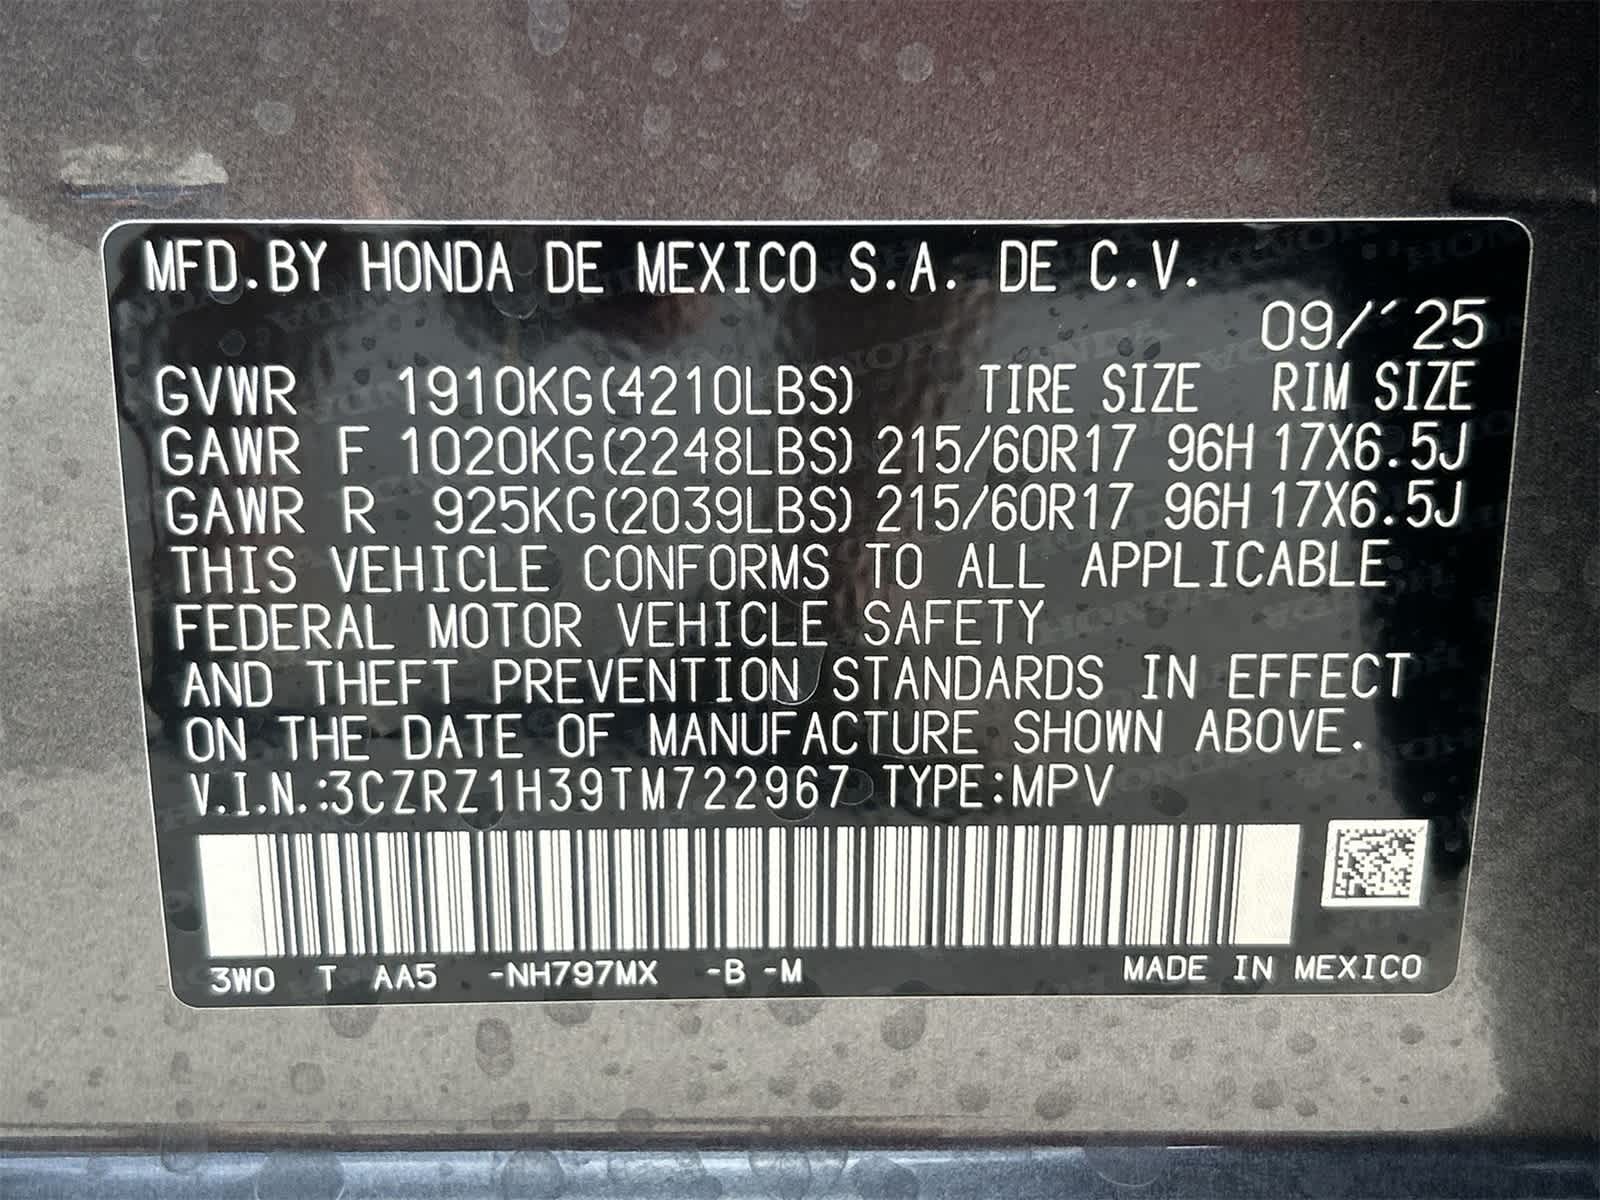 MFD.BY HONDA DE MEXICO S.A. DE C.V.
09/´25
GVWR 1910KG(4210LBS) TIRE SIZE RIM SIZE
GAWR F 1020KG(2248LBS) 215/60R17 96H 17X6.5J
GAWR R 925KG(2039LBS) 215/60R17 96H 17X6.5J
THIS VEHICLE CONFORMS TO ALL APPLICABLE
FEDERAL MOTOR VEHICLE SAFETY
AND THEFT PREVENTION STANDARDS IN EFFECT
ON THE DATE OF MANUFACTURE SHOWN ABOVE.
V.I.N.:3CZRZ1H39TM722967 TYPE:MPV
3W0 T AA5 -NH797MX -B -M MADE IN MEXICO